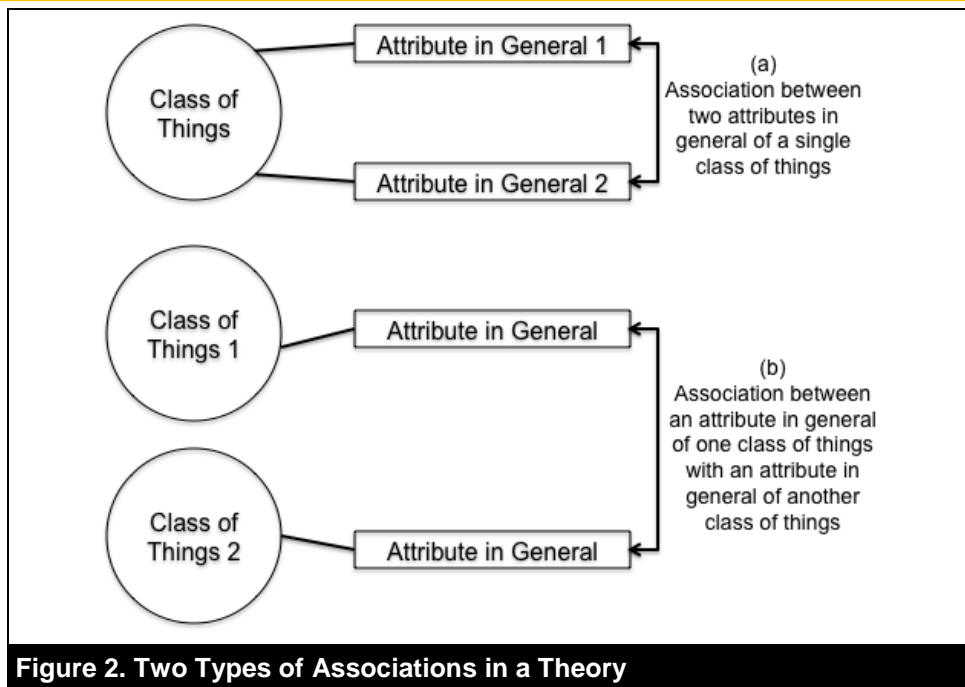 Class of
Things
Attribute in General 1
Attribute in General 2
(a)
Association between
two attributes in
general of a single
class of things
Class of
Things 1
Attribute in General
(b)
Association between
an attribute in general
of one class of things
with an attribute in
general of another
class of things
Class of
Things 2
Attribute in General
Figure 2. Two Types of Associations in a Theory